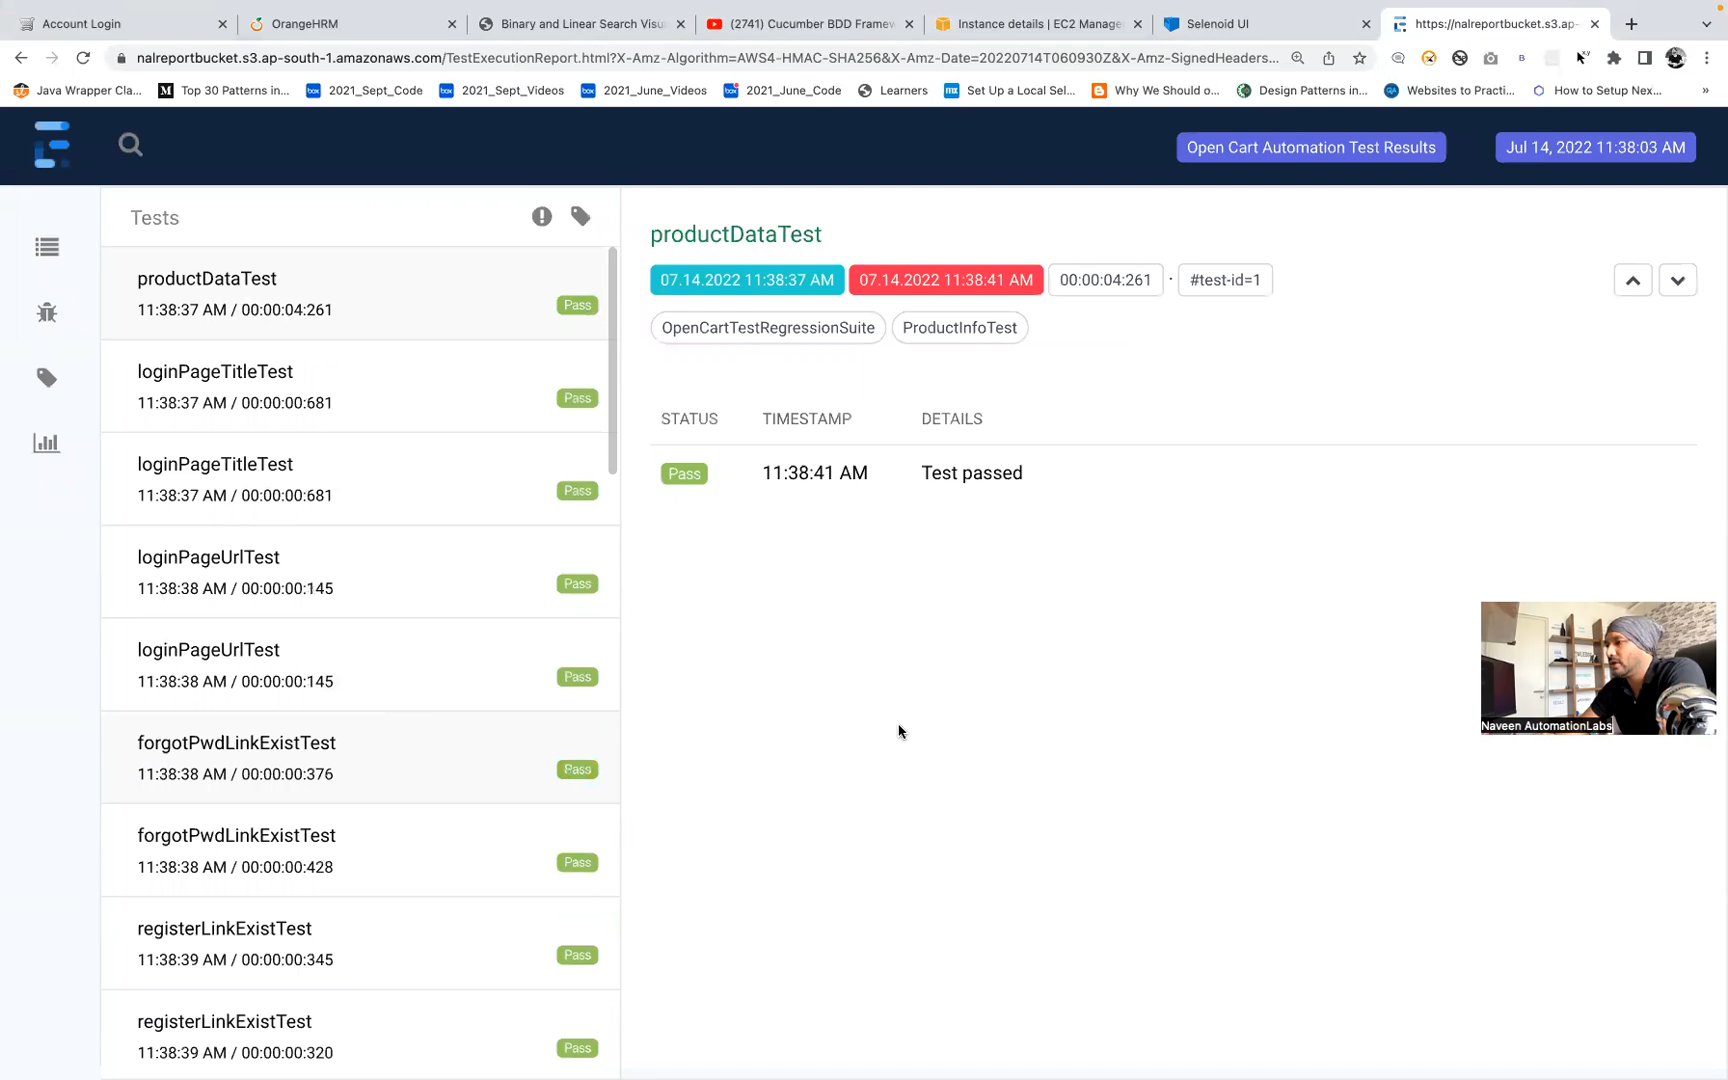 Account Login
OrangeHRM
Binary and Linear Search Visu
(2741) Cucumber BDD Framew
Instance details | EC2 Manage
Selenoid UI
https://nalreportbucket.s3.ap-
nalreportbucket.s3.ap-south-1.amazonaws.com/TestExecutionReport.html?X-Amz-Algorithm=AWS4-HMAC-SHA256&X-Amz-Date=20220714T060930Z&X-Amz-SignedHeaders...
Java Wrapper Cla...
Top 30 Patterns in...
2021_Sept_Code
2021_Sept_Videos
2021_June_Videos
2021_June_Code
Learners
Set Up a Local Sel...
Why We Should o...
Design Patterns in...
Websites to Practi...
How to Setup Nex...
»
Open Cart Automation Test Results
Jul 14, 2022 11:38:03 AM
Tests
productDataTest
11:38:37 AM / 00:00:04:261
Pass
loginPageTitleTest
11:38:37 AM / 00:00:00:681
Pass
loginPageTitleTest
11:38:37 AM / 00:00:00:681
Pass
loginPageUrlTest
11:38:38 AM / 00:00:00:145
Pass
loginPageUrlTest
11:38:38 AM / 00:00:00:145
Pass
forgotPwdLinkExistTest
11:38:38 AM / 00:00:00:376
Pass
forgotPwdLinkExistTest
11:38:38 AM / 00:00:00:428
Pass
registerLinkExistTest
11:38:39 AM / 00:00:00:345
Pass
registerLinkExistTest
11:38:39 AM / 00:00:00:320
Pass
productDataTest
07.14.2022 11:38:37 AM
07.14.2022 11:38:41 AM
00:00:04:261
· #test-id=1
OpenCartTestRegressionSuite
ProductInfoTest
STATUS TIMESTAMP DETAILS
Pass 11:38:41 AM Test passed
Naveen AutomationLabs